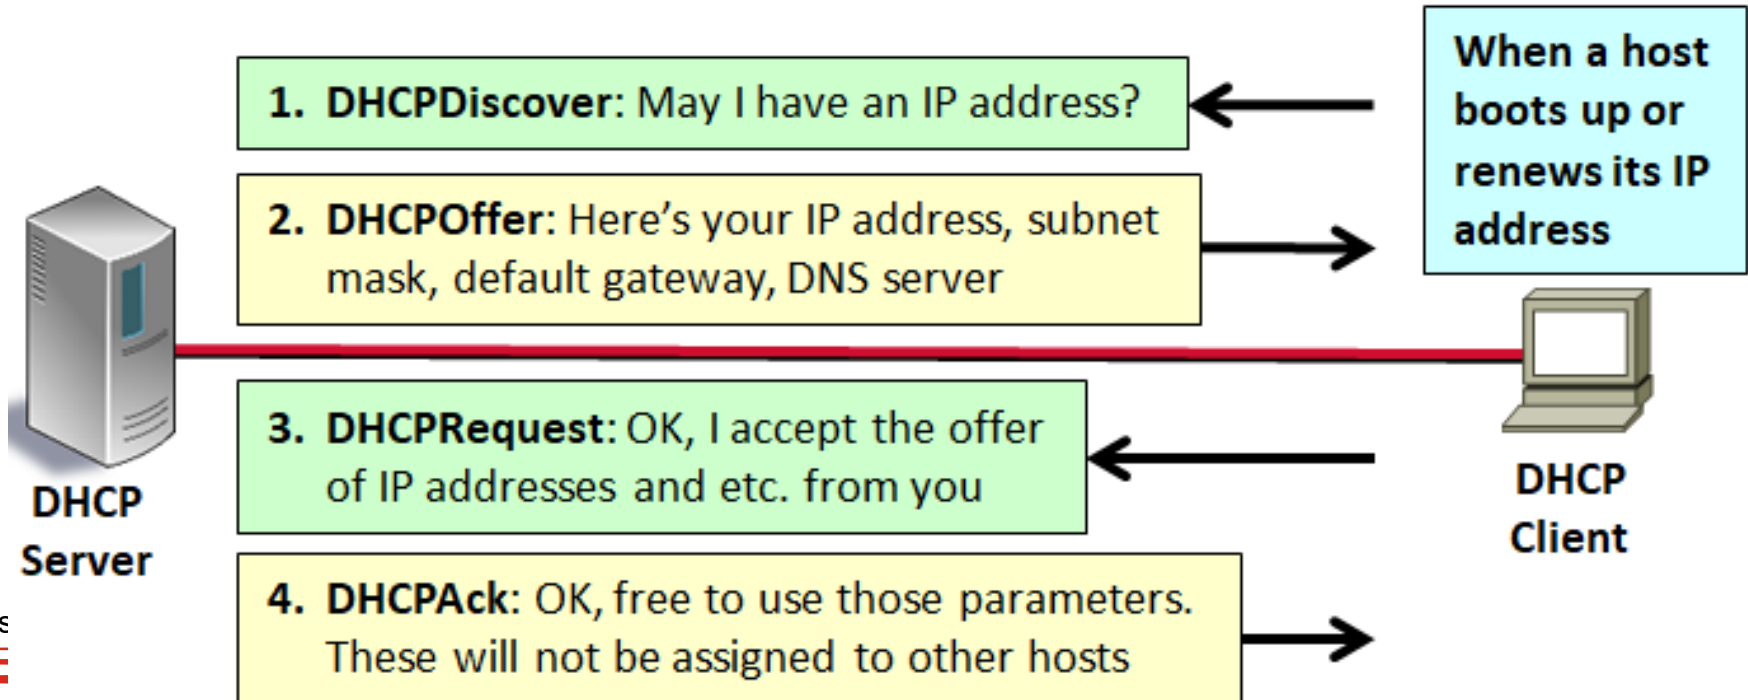 1. DHCPDiscover: May I have an IP address?
When a host
boots up or
renews its IP
address
2. DHCPOffer: Here's your IP address, subnet
mask, default gateway, DNS server
3. DHCPRequest: OK, I accept the offer
of IP addresses and etc. from you
DHCP
Server
DHCP
Client
4. DHCPAck: OK, free to use those parameters.
These will not be assigned to other hosts
s